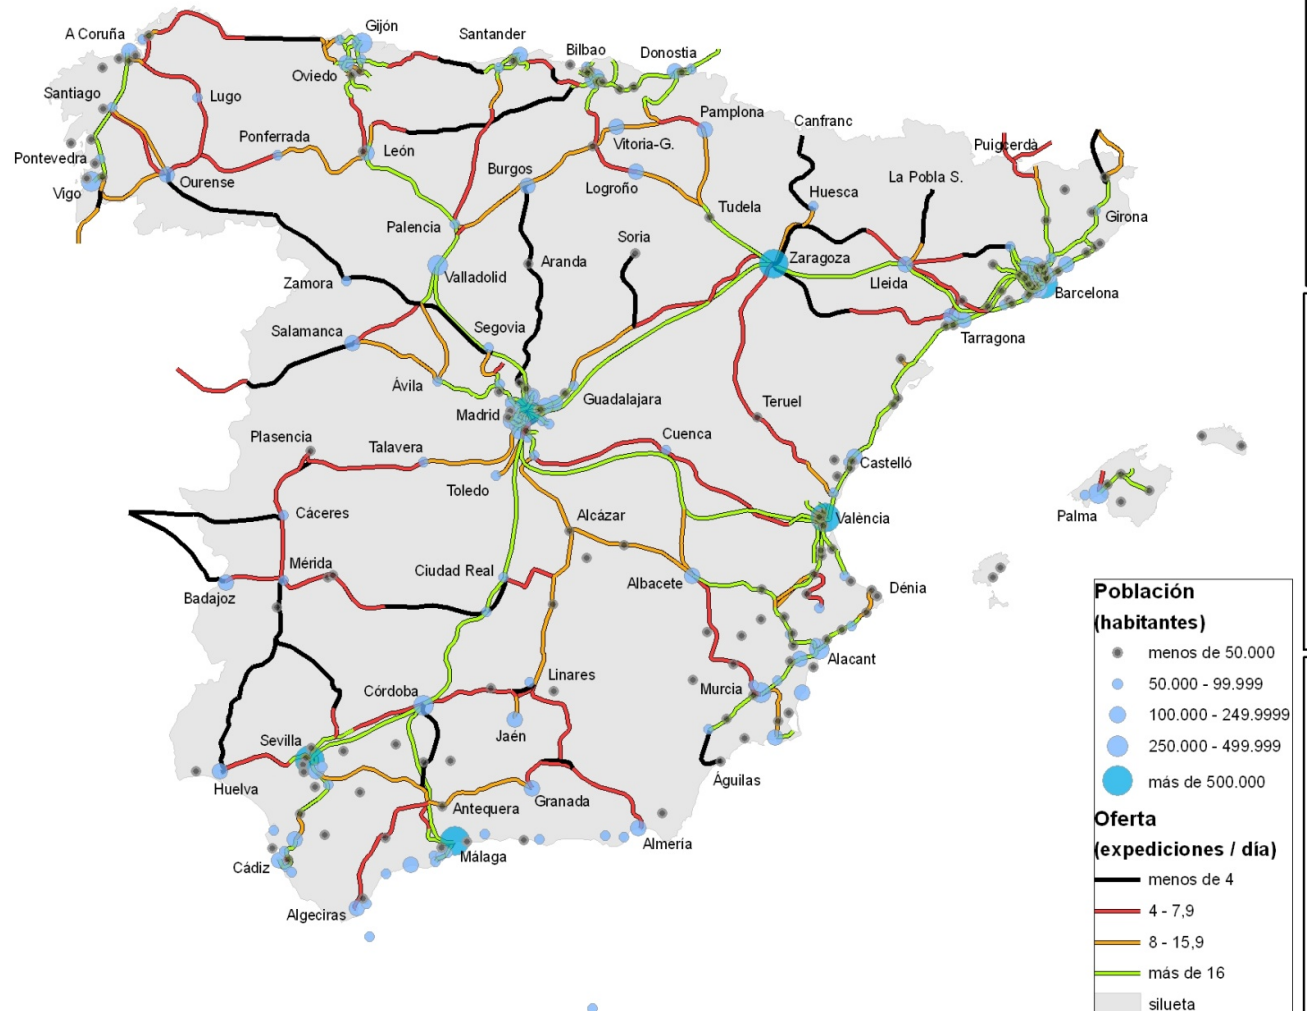 Gijón
A Coruña
Santander
Bilbao
Donostia
Oviedo
Santiago
Lugo
Pamplona
Canfranc
Ponferrada
Vitoria-G.
Puigcerdà
León
Pontevedra
Burgos
La Pobla S.
Ourense
Logroño
Huesca
Vigo
Tudela
Girona
Palencia
Soria
Zaragoza
Aranda
Valladolid
Zamora
Lleida
Barcelona
Salamanca
Segovia
Tarragona
Ávila
Guadalajara
Teruel
Madrid
Plasencia
Cuenca
Talavera
Castelló
Toledo
Cáceres
Palma
València
Alcázar
Mérida
Ciudad Real
Albacete
Dénia
Badajoz
Alacant
Linares
Murcia
Córdoba
Jaén
Sevilla
Águilas
Huelva
Granada
Antequera
Almería
Málaga
Cádiz
Algeciras
Población
(habitantes)
menos de 50.000
50.000 - 99.999
100.000 - 249.9999
250.000 - 499.999
más de 500.000
Oferta
(expediciones / día)
menos de 4
4 - 7,9
8 - 15,9
más de 16
silueta